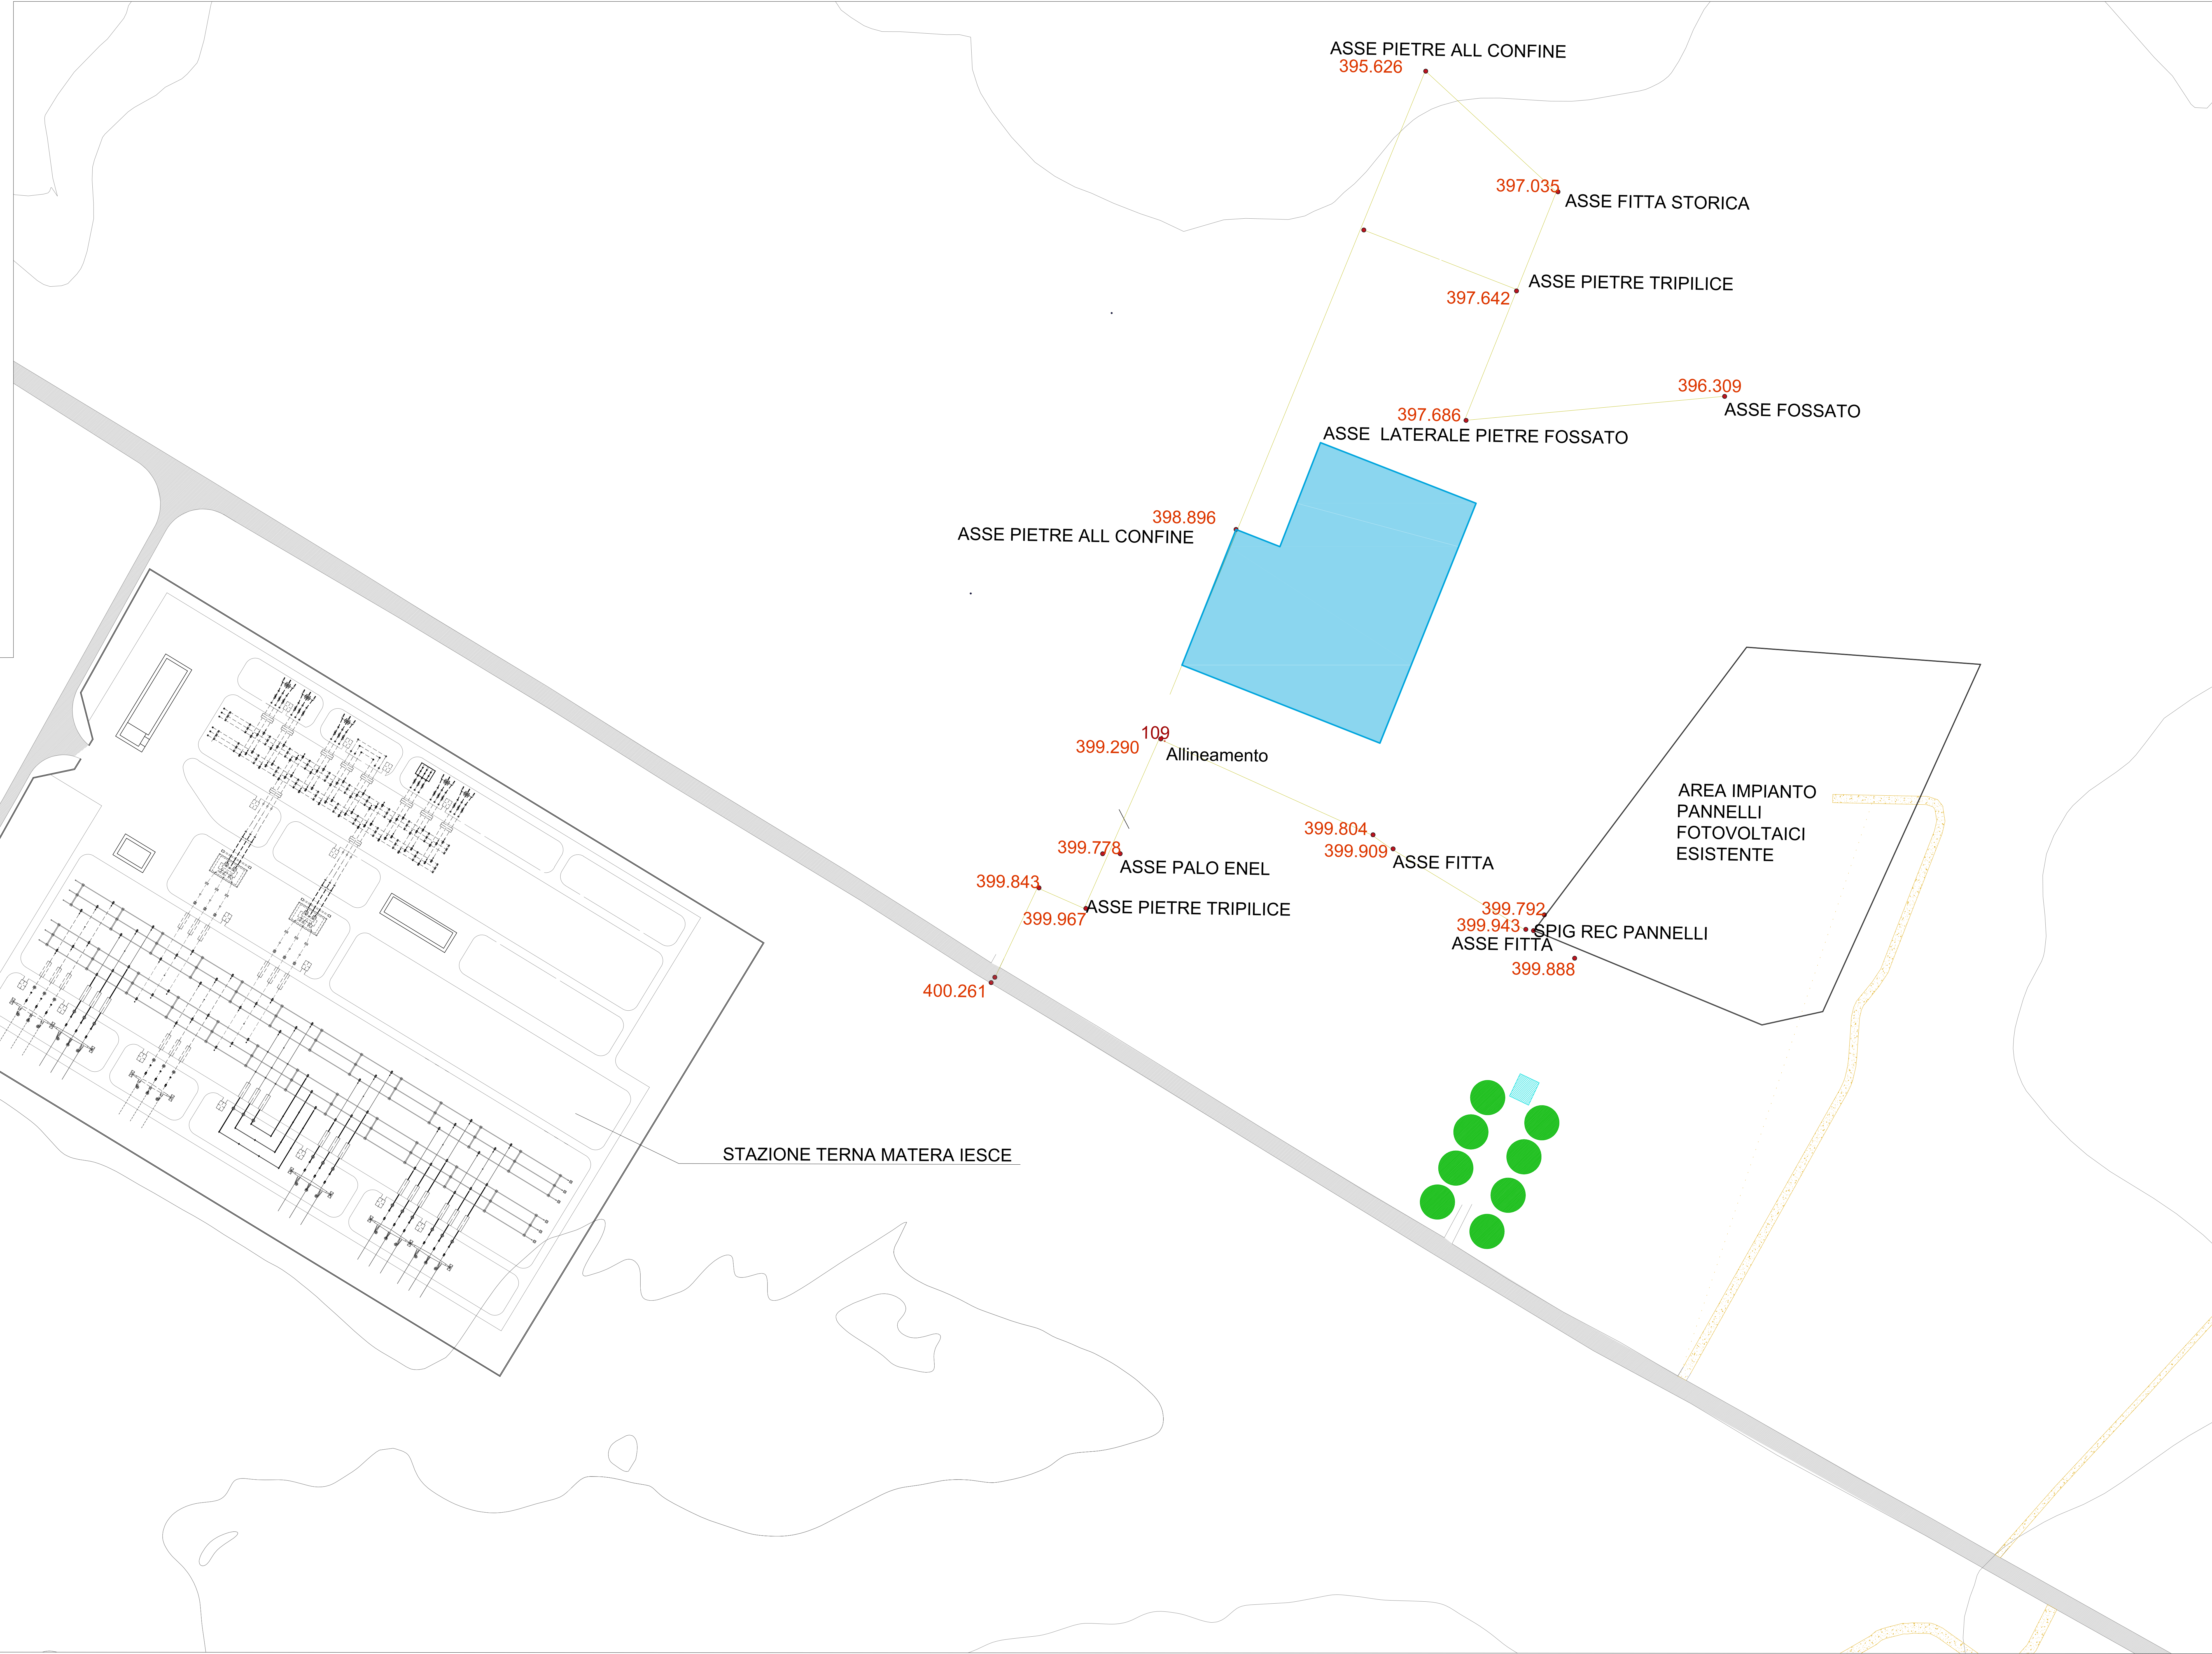 ASSE PIETRE ALL CONFINE
395.626
397.035
ASSE FITTA STORICA
ASSE PIETRE TRIPILICE
397.642
396.309
ASSE FOSSATO
397.686
ASSE  LATERALE PIETRE FOSSATO
398.896
ASSE PIETRE ALL CONFINE
109
399.290
Allineamento
AREA IMPIANTO
PANNELLI
FOTOVOLTAICI
ESISTENTE
399.804
399.909
ASSE FITTA
399.778
ASSE PALO ENEL
399.843
ASSE PIETRE TRIPILICE
399.967
399.792
399.943
SPIG REC PANNELLI
ASSE FITTA
399.888
400.261
STAZIONE TERNA MATERA IESCE